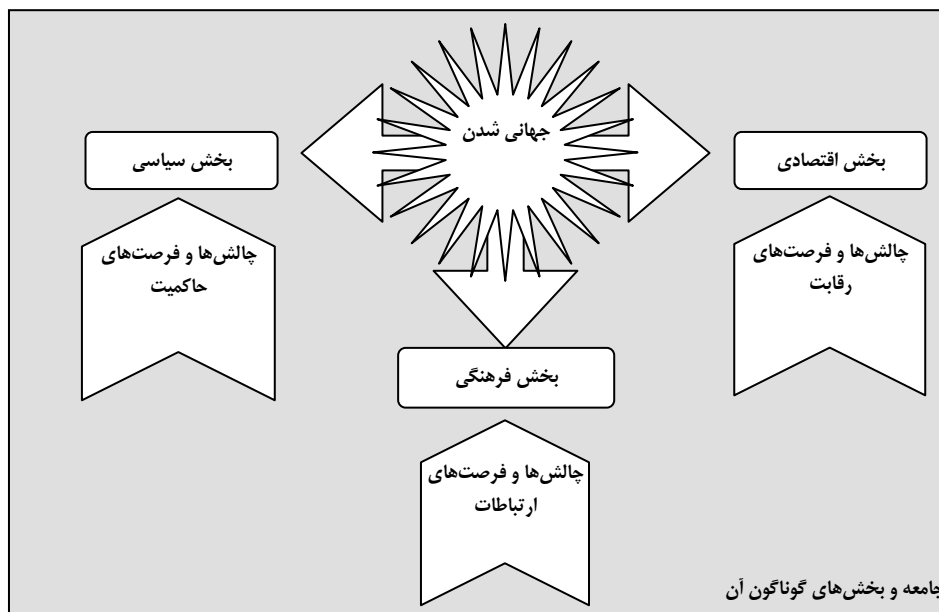 جهانی شدن
بخش اقتصادی
بخش سیاسی
چالش‌ها و فرصت‌های
رقابت
چالش‌ها و فرصت‌های
حاکمیت
بخش فرهنگی
چالش‌ها و فرصت‌های
ارتباطات
جامعه و بخش‌های گوناگون آن